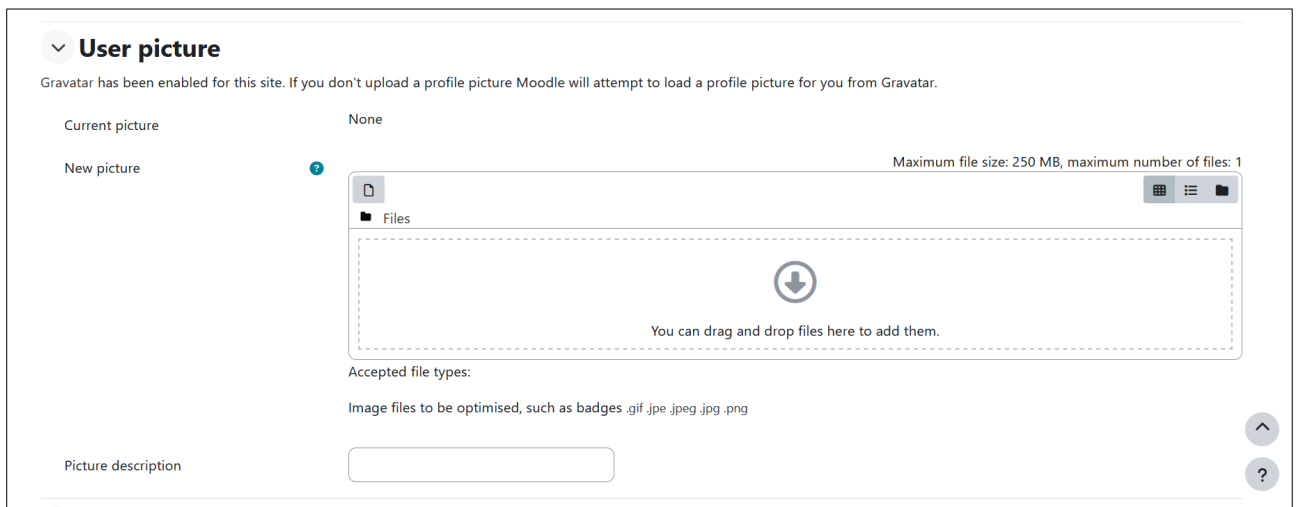 User picture
Gravatar has been enabled for this site. If you don't upload a profile picture Moodle will attempt to load a profile picture for you from Gravatar.
Current picture
None
New picture
?
Maximum file size: 250 MB, maximum number of files: 1
Files
You can drag and drop files here to add them.
Accepted file types:
Image files to be optimised, such as badges .gif .jpe .jpeg .jpg .png
Picture description
?